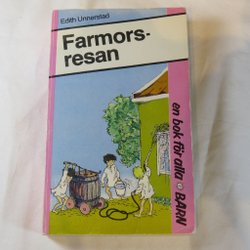 Edith Unnerstad
Farmors-
resan
en bok för alla BARN